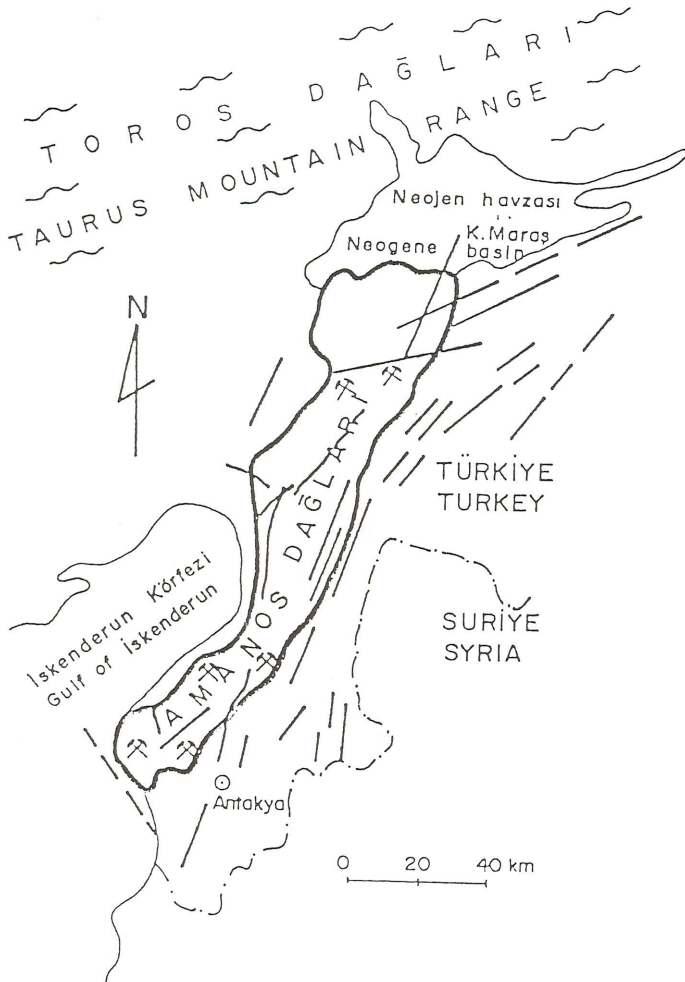 TOROS DAĞLARI
TAURUS MOUNTAIN RANGE
Neojen havzası
K.Maraş
Neogene basin
N
AMANOS DAĞLARI
TÜRKİYE
TURKEY
SURİYE
SYRIA
İskenderun Körfezi
Gulf of İskenderun
Antakya
0 20 40 km